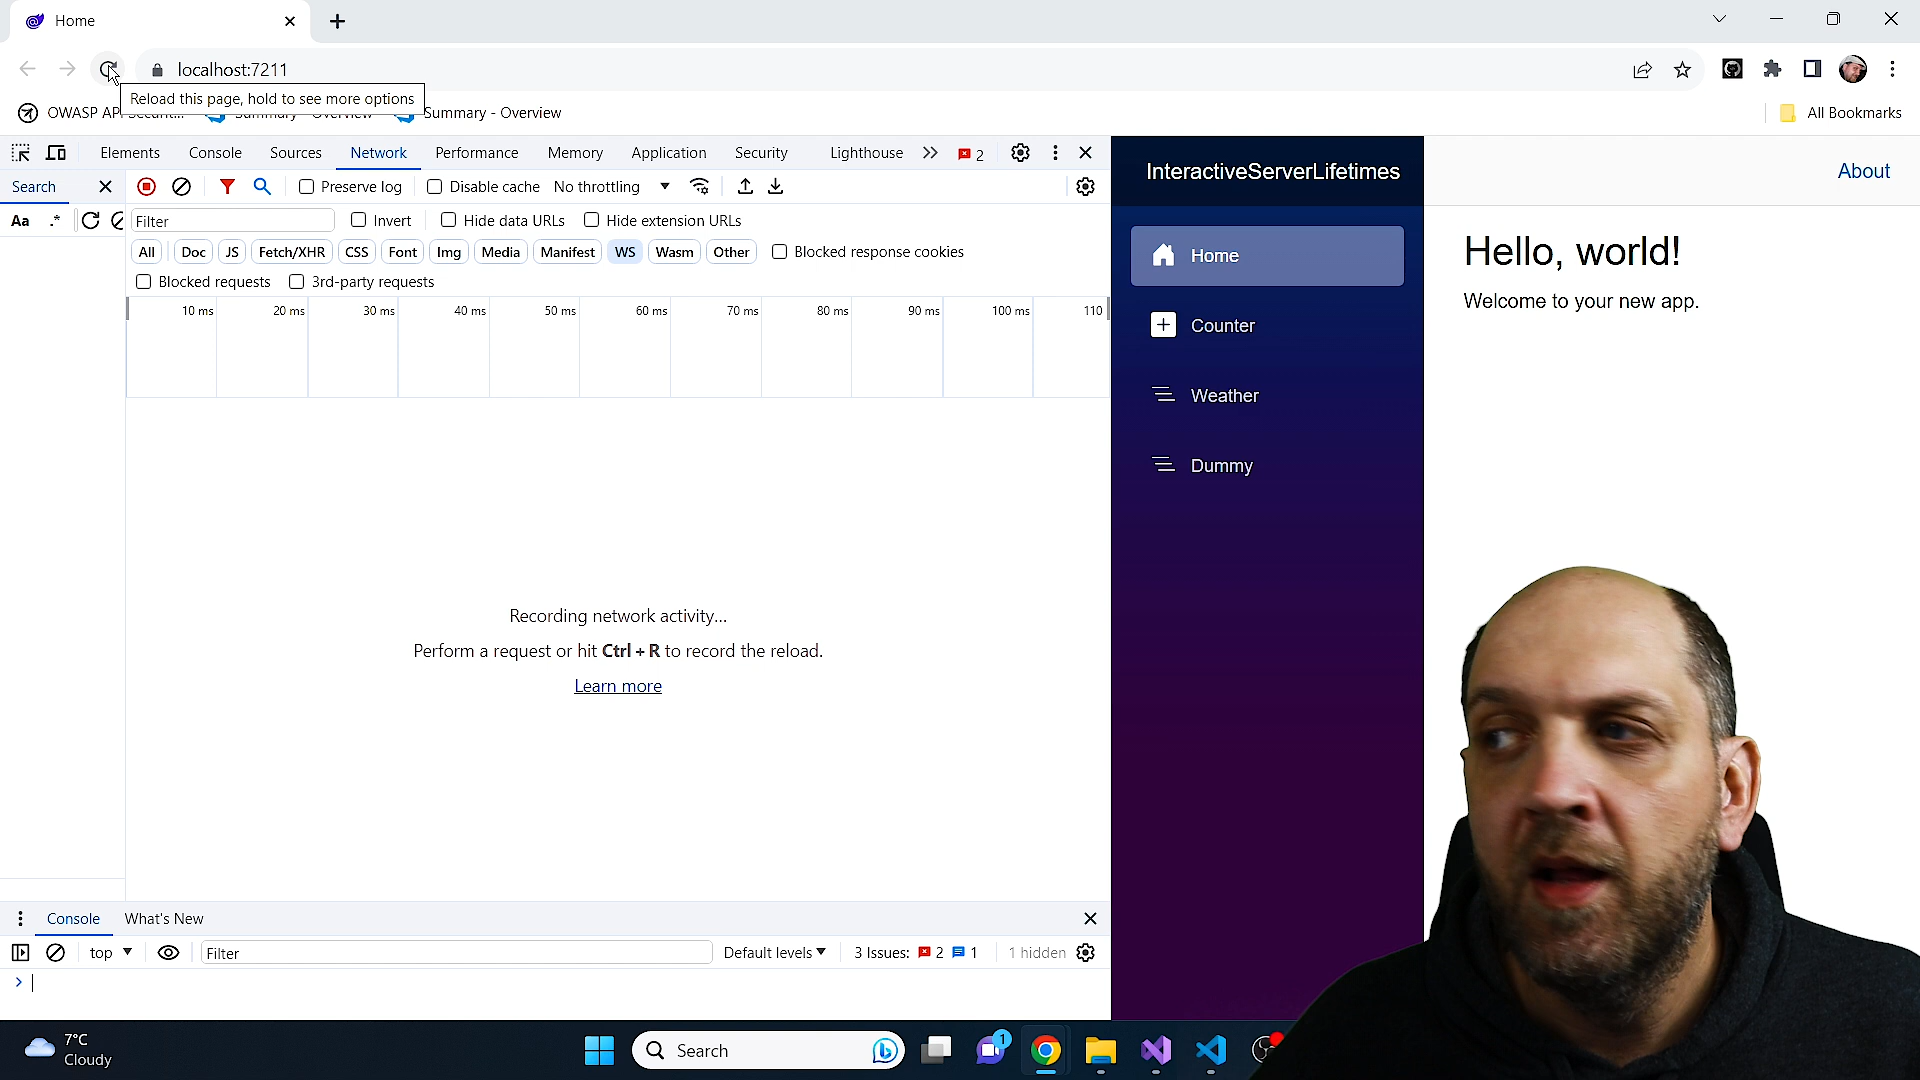 Home
localhost:7211
Reload this page, hold to see more options
OWASP API Securit... Summary - Overview Summary - Overview All Bookmarks
Elements Console Sources Network Performance Memory Application Security Lighthouse 2
Search Preserve log Disable cache No throttling
Aa .* Filter Invert Hide data URLs Hide extension URLs
All Doc JS Fetch/XHR CSS Font Img Media Manifest WS Wasm Other Blocked response cookies
Blocked requests 3rd-party requests
10 ms 20 ms 30 ms 40 ms 50 ms 60 ms 70 ms 80 ms 90 ms 100 ms 110
Recording network activity...
Perform a request or hit Ctrl + R to record the reload.
Learn more
Console What's New
top Filter Default levels 3 Issues: 2 1 1 hidden
>
InteractiveServerLifetimes
Home
Counter
Weather
Dummy
About
Hello, world!
Welcome to your new app.
7°C
Cloudy
Search
1